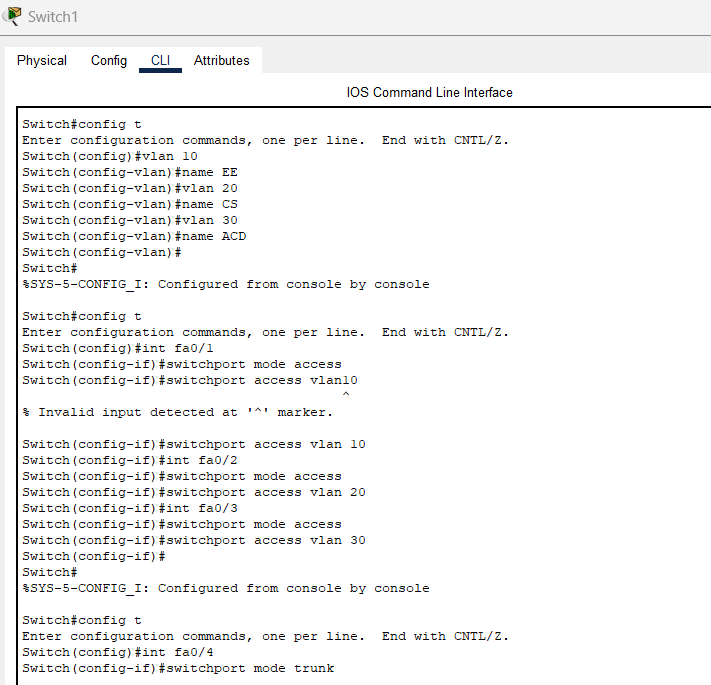 Switch1
Physical Config CLI Attributes
IOS Command Line Interface
Switch#config t
Enter configuration commands, one per line.  End with CNTL/Z.
Switch(config)#vlan 10
Switch(config-vlan)#name EE
Switch(config-vlan)#vlan 20
Switch(config-vlan)#name CS
Switch(config-vlan)#vlan 30
Switch(config-vlan)#name ACD
Switch(config-vlan)#
Switch#
%SYS-5-CONFIG_I: Configured from console by console
Switch#config t
Enter configuration commands, one per line.  End with CNTL/Z.
Switch(config)#int fa0/1
Switch(config-if)#switchport mode access
Switch(config-if)#switchport access vlan10
^
% Invalid input detected at '^' marker.
Switch(config-if)#switchport access vlan 10
Switch(config-if)#int fa0/2
Switch(config-if)#switchport mode access
Switch(config-if)#switchport access vlan 20
Switch(config-if)#int fa0/3
Switch(config-if)#switchport mode access
Switch(config-if)#switchport access vlan 30
Switch(config-if)#
Switch#
%SYS-5-CONFIG_I: Configured from console by console
Switch#config t
Enter configuration commands, one per line.  End with CNTL/Z.
Switch(config)#int fa0/4
Switch(config-if)#switchport mode trunk